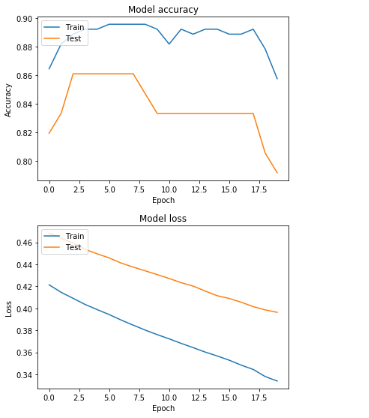 Model accuracy
0.90
0.88
0.86
0.84
0.82
0.80
Accuracy
Train
Test
0.0 2.5 5.0 7.5 10.0 12.5 15.0 17.5
Epoch
Model loss
0.46
0.44
0.42
0.40
0.38
0.36
0.34
Loss
Train
Test
0.0 2.5 5.0 7.5 10.0 12.5 15.0 17.5
Epoch